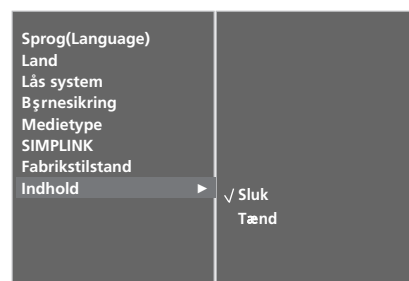 Sprog(Language)
Land
Lås system
Bşrnesikring
Medietype
SIMPLINK
Fabrikstilstand
Indhold ►
√ Sluk
Tænd